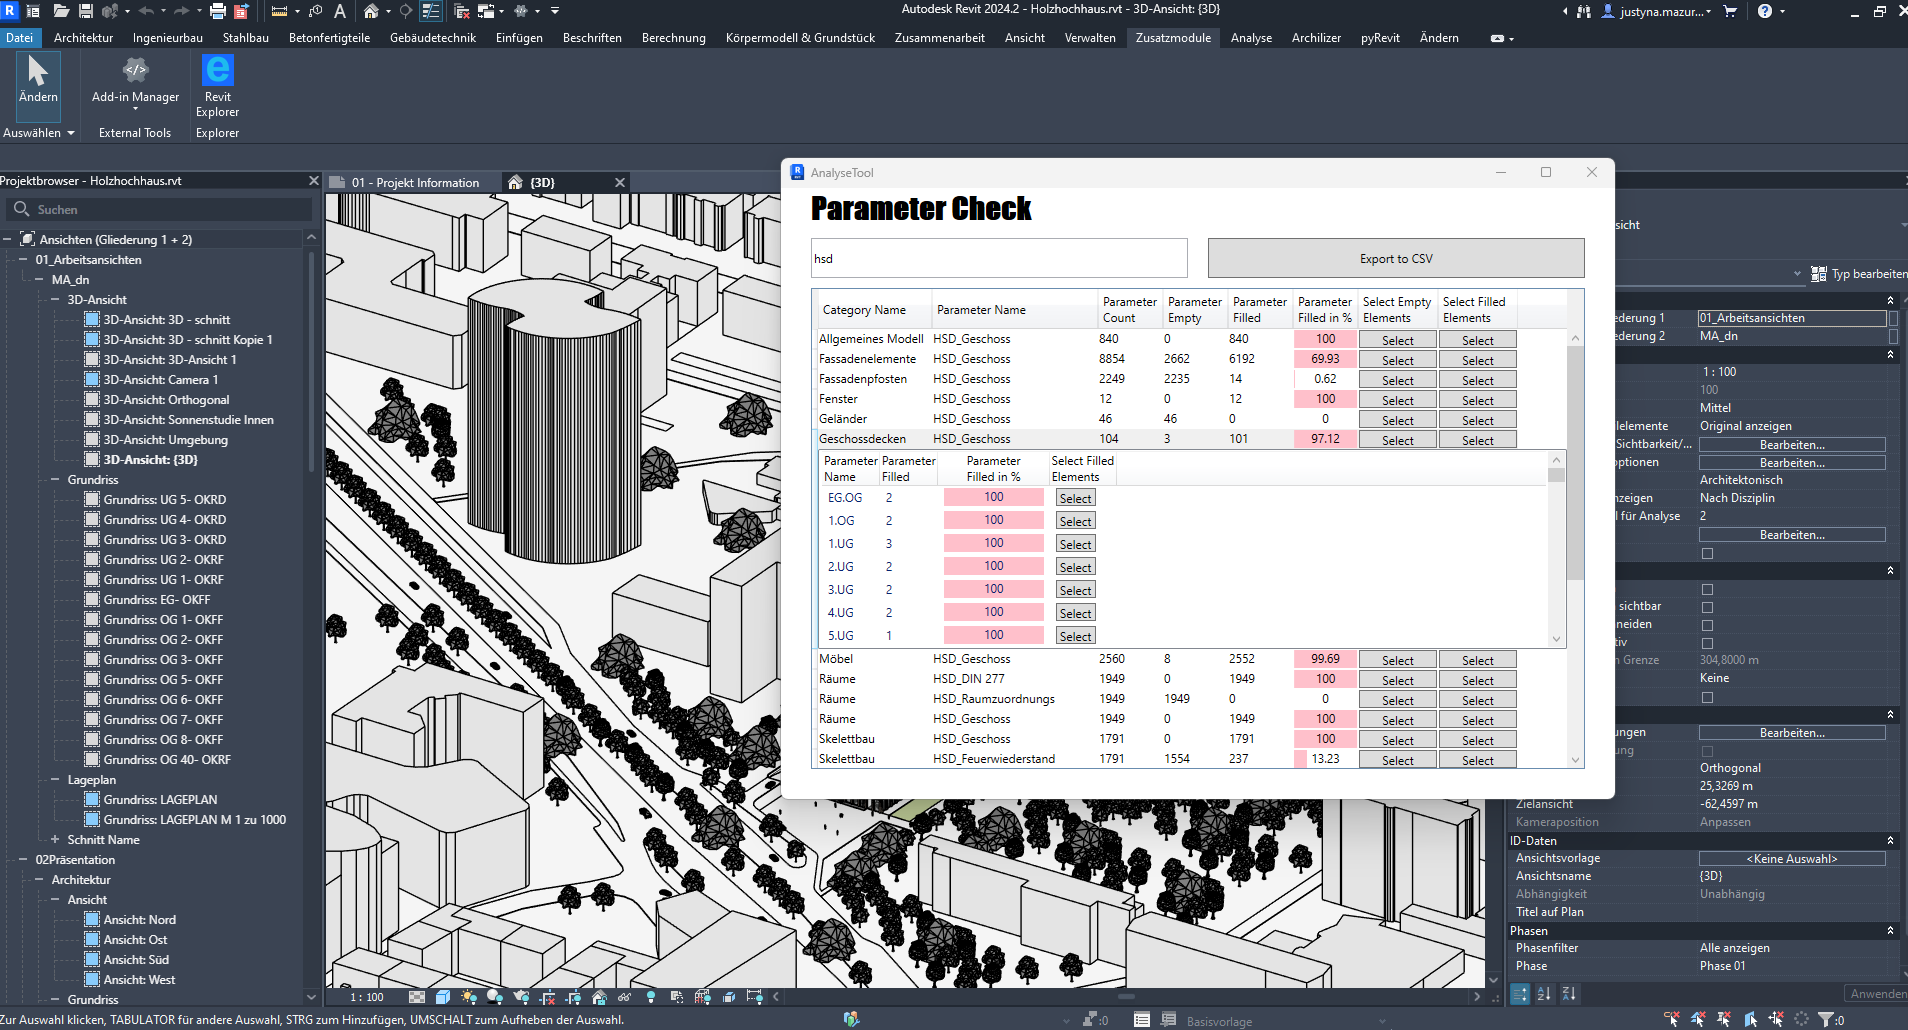 Autodesk Revit 2024.2 - Holzhochhaus.rvt - 3D-Ansicht: {3D}
justyna.mazur...
Datei Architektur Ingenieurbau Stahlbau Betonfertigteile Gebäudetechnik Einfügen Beschriften Berechnung Körpermodell & Grundstück Zusammenarbeit Ansicht Verwalten Zusatzmodule Analyse Archilizer pyRevit Ändern
Ändern
Add-in Manager
Revit
Explorer
Auswählen
External Tools
Explorer
Projektbrowser - Holzhochhaus.rvt
01 - Projekt Information
{3D}
Suchen
Ansichten (Gliederung 1 + 2)
01_Arbeitsansichten
MA_dn
3D-Ansicht
3D-Ansicht: 3D - schnitt
3D-Ansicht: 3D - schnitt Kopie 1
3D-Ansicht: 3D-Ansicht 1
3D-Ansicht: Camera 1
3D-Ansicht: Orthogonal
3D-Ansicht: Sonnenstudie Innen
3D-Ansicht: Umgebung
3D-Ansicht: {3D}
Grundriss
Grundriss: UG 5- OKRD
Grundriss: UG 4- OKRD
Grundriss: UG 3- OKRD
Grundriss: UG 2- OKRF
Grundriss: UG 1- OKRF
Grundriss: EG- OKFF
Grundriss: OG 1- OKFF
Grundriss: OG 2- OKFF
Grundriss: OG 3- OKFF
Grundriss: OG 5- OKFF
Grundriss: OG 6- OKFF
Grundriss: OG 7- OKFF
Grundriss: OG 8- OKFF
Grundriss: OG 40- OKRF
Lageplan
Grundriss: LAGEPLAN
Grundriss: LAGEPLAN M 1 zu 1000
Schnitt Name
02Präsentation
Architektur
Ansicht
Ansicht: Nord
Ansicht: Ost
Ansicht: Süd
Ansicht: West
Grundriss
AnalyseTool
Parameter Check
hsd
Export to CSV
Category Name Parameter Name Parameter Count Parameter Empty Parameter Filled Parameter Filled in % Select Empty Elements Select Filled Elements
Allgemeines Modell HSD_Geschoss 840 0 840 100 Select Select
Fassadenelemente HSD_Geschoss 8854 2662 6192 69.93 Select Select
Fassadenpfosten HSD_Geschoss 2249 2235 14 0.62 Select Select
Fenster HSD_Geschoss 12 0 12 100 Select Select
Geländer HSD_Geschoss 46 46 0 0 Select Select
Geschossdecken HSD_Geschoss 104 3 101 97.12 Select Select
Parameter Name Parameter Filled Parameter Filled in % Select Filled Elements
EG.OG 2 100 Select
1.OG 2 100 Select
1.UG 3 100 Select
2.UG 2 100 Select
3.UG 2 100 Select
4.UG 2 100 Select
5.UG 1 100 Select
Möbel HSD_Geschoss 2560 8 2552 99.69 Select Select
Räume HSD_DIN 277 1949 0 1949 100 Select Select
Räume HSD_Raumzuordnungs 1949 1949 0 0 Select Select
Räume HSD_Geschoss 1949 0 1949 100 Select Select
Skelettbau HSD_Geschoss 1791 0 1791 100 Select Select
Skelettbau HSD_Feuerwiederstand 1791 1554 237 13.23 Select Select
sicht
Typ bearbeiten
ederung 1 01_Arbeitsansichten
ederung 2 MA_dn
1 : 100
100
Mittel
lelemente Original anzeigen
Sichtbarkeit/... Bearbeiten...
optionen Bearbeiten...
Architektonisch
nzeigen Nach Disziplin
l für Analyse 2
Bearbeiten...
sichtbar
neiden
tiv
n Grenze 304,8000 m
Keine
ungen Bearbeiten...
ung
Orthogonal
25,3269 m
Zielansicht -62,4597 m
Kameraposition Anpassen
ID-Daten
Ansichtsvorlage <Keine Auswahl>
Ansichtsname {3D}
Abhängigkeit Unabhängig
Titel auf Plan
Phasen
Phasenfilter Alle anzeigen
Phase Phase 01
Anwenden
1 : 100
Zur Auswahl klicken, TABULATOR für andere Auswahl, STRG zum Hinzufügen, UMSCHALT zum Aufheben der Auswahl.
:0
Basisvorlage
:0